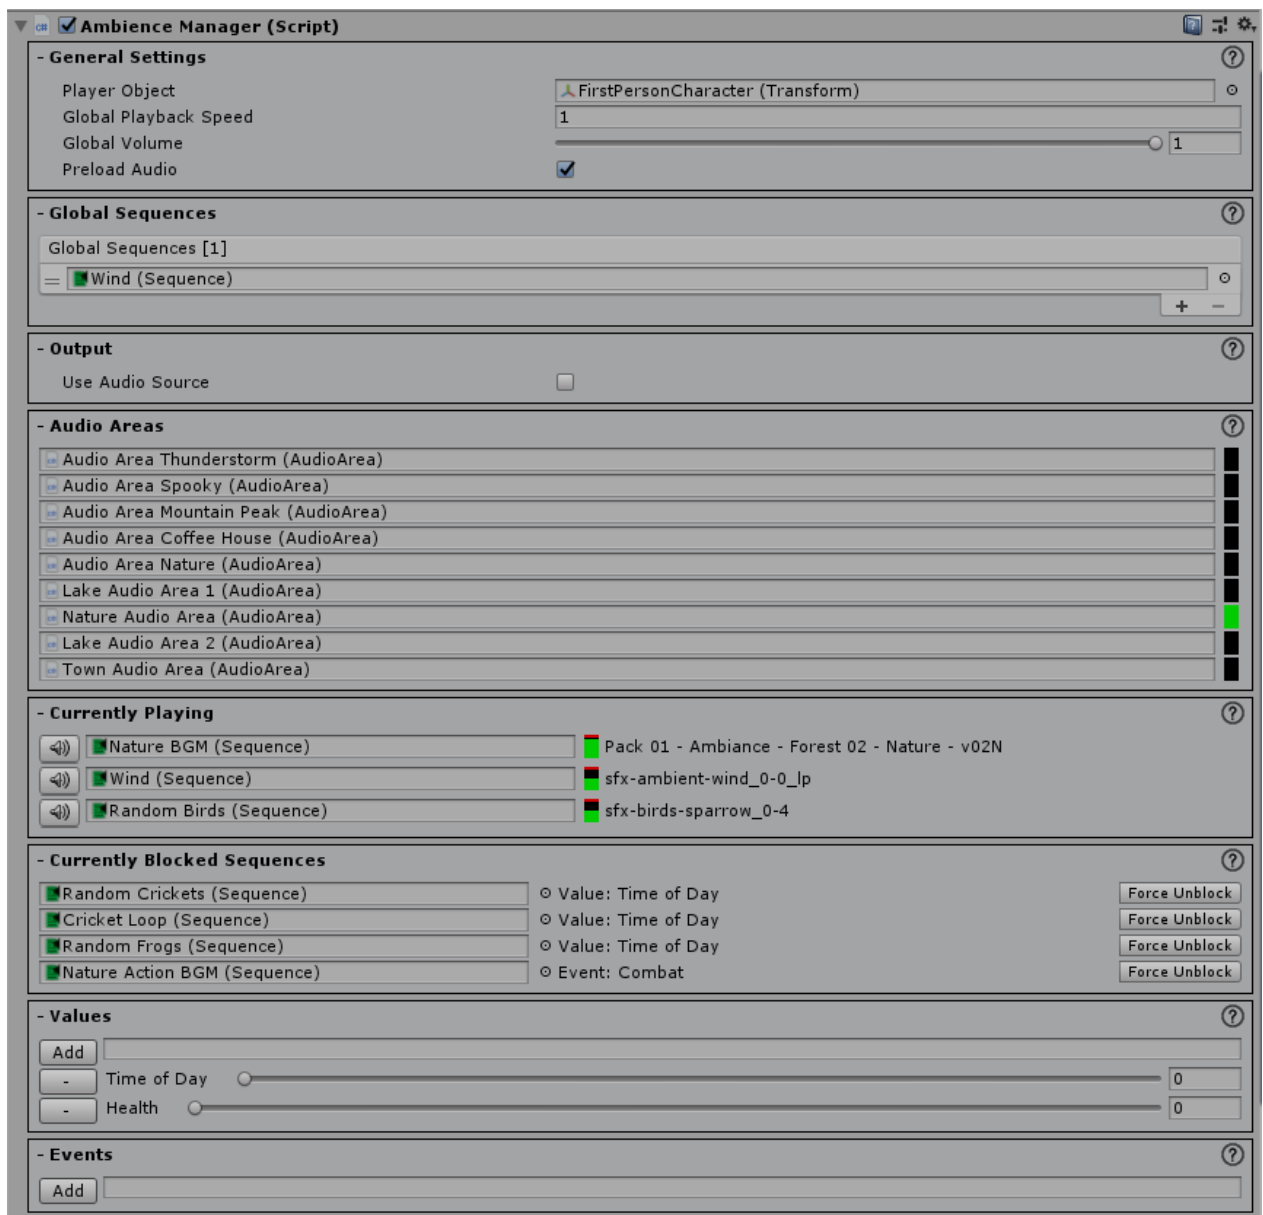 Ambience Manager (Script)
- General Settings
Player Object FirstPersonCharacter (Transform)
Global Playback Speed 1
Global Volume 1
Preload Audio
- Global Sequences
Global Sequences [1]
Wind (Sequence)
+ −
- Output
Use Audio Source
- Audio Areas
Audio Area Thunderstorm (AudioArea)
Audio Area Spooky (AudioArea)
Audio Area Mountain Peak (AudioArea)
Audio Area Coffee House (AudioArea)
Audio Area Nature (AudioArea)
Lake Audio Area 1 (AudioArea)
Nature Audio Area (AudioArea)
Lake Audio Area 2 (AudioArea)
Town Audio Area (AudioArea)
- Currently Playing
Nature BGM (Sequence) Pack 01 - Ambiance - Forest 02 - Nature - v02N
Wind (Sequence) sfx-ambient-wind_0-0_lp
Random Birds (Sequence) sfx-birds-sparrow_0-4
- Currently Blocked Sequences
Random Crickets (Sequence) Value: Time of Day Force Unblock
Cricket Loop (Sequence) Value: Time of Day Force Unblock
Random Frogs (Sequence) Value: Time of Day Force Unblock
Nature Action BGM (Sequence) Event: Combat Force Unblock
- Values
Add
- Time of Day 0
- Health 0
- Events
Add